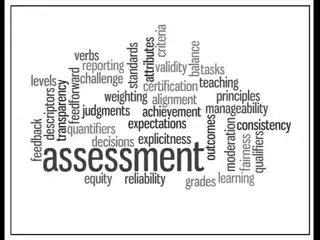 criteria
verbs
standards
attributes
balance
reporting
validity
tasks
levels
challenge
certification
teaching
descriptors
transparency
feedforward
weighting
alignment
principles
judgments
achievement
manageability
feedback
quantifiers
expectations
outcomes
moderation
consistency
decisions
explicitness
fairness
qualifiers
assessment
equity
reliability
grades
learning